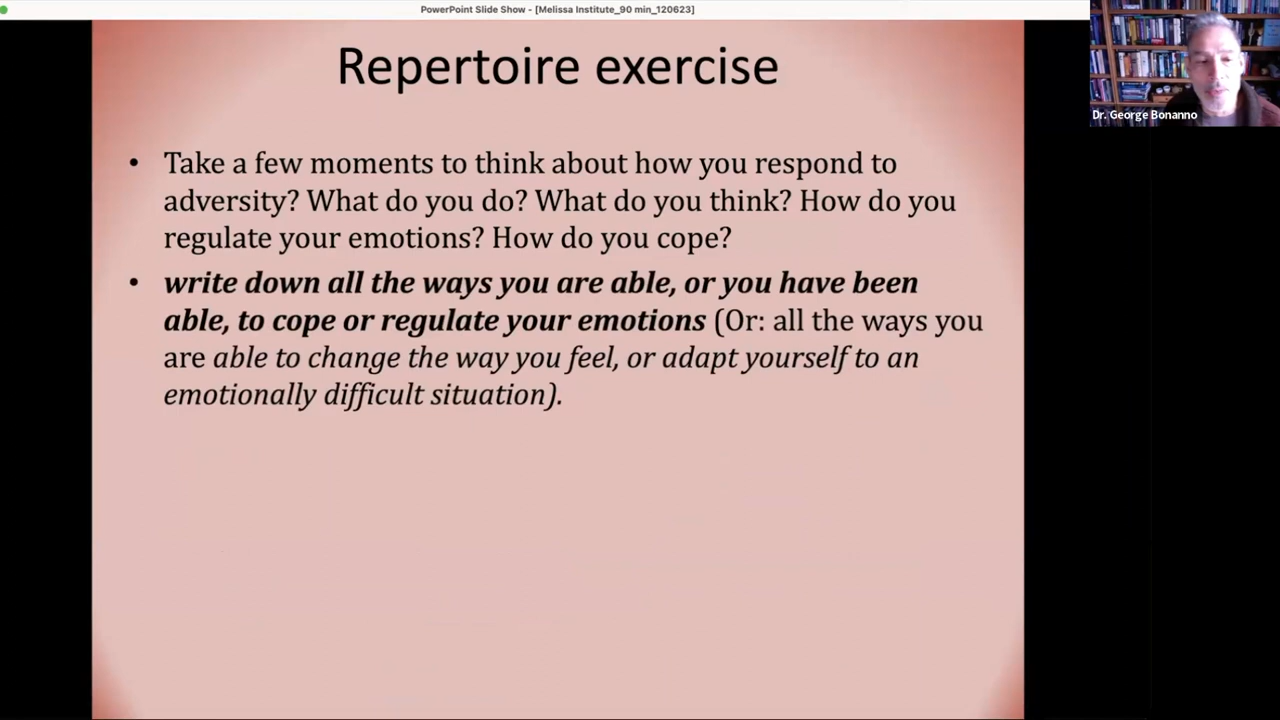 PowerPoint Slide Show - [Melissa Institute_90 min_120623]
Repertoire exercise
Dr. George Bonanno
• Take a few moments to think about how you respond to
adversity? What do you do? What do you think? How do you
regulate your emotions? How do you cope?
• write down all the ways you are able, or you have been
able, to cope or regulate your emotions (Or: all the ways you
are able to change the way you feel, or adapt yourself to an
emotionally difficult situation).